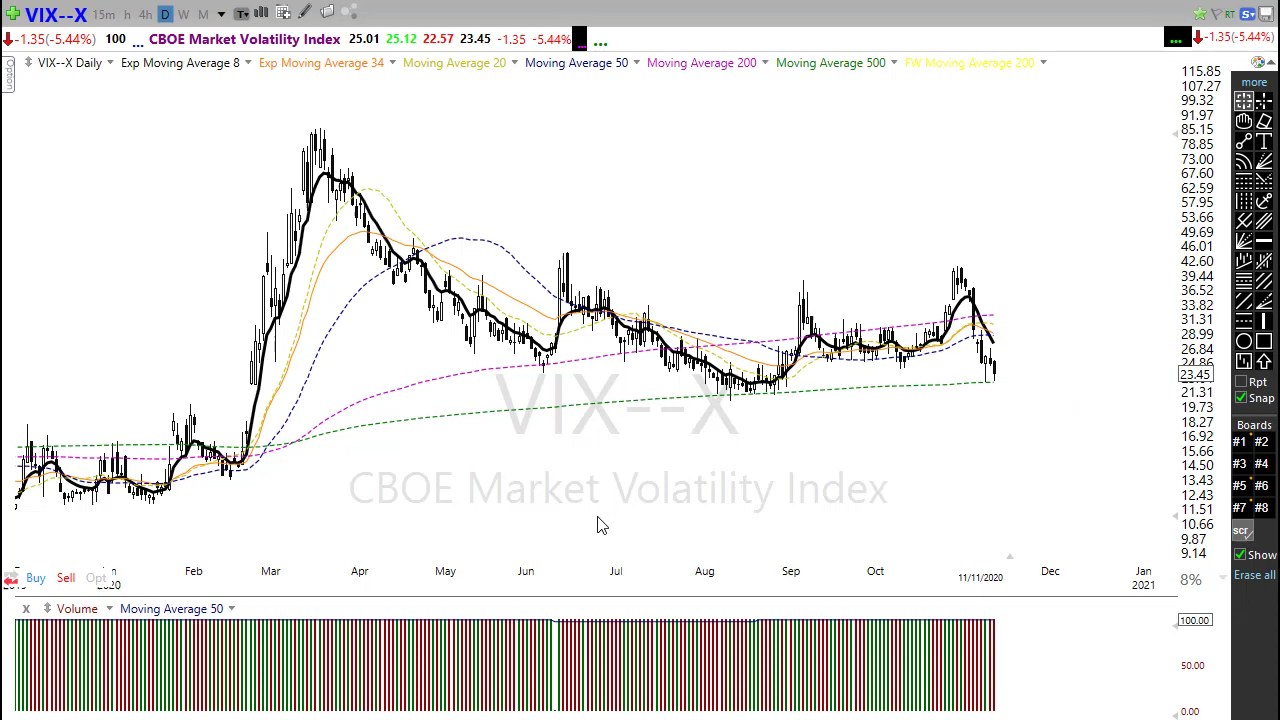 VIX--X 15m h 4h D W M T RT S
-1.35(-5.44%) 100 ... CBOE Market Volatility Index 25.01 25.12 22.57 23.45 -1.35 -5.44% ... ... -1.35(-5.44%)
Option
VIX--X Daily Exp Moving Average 8 Exp Moving Average 34 Moving Average 20 Moving Average 50 Moving Average 200 Moving Average 500 FW Moving Average 200
115.85
107.27
99.32
91.97
85.15
78.85
73.00
67.60
62.59
57.95
53.66
49.69
46.01
42.60
39.44
36.52
33.82
31.31
28.99
26.84
24.86
23.45
21.31
19.73
18.27
16.92
15.66
14.50
13.43
12.43
11.51
10.66
9.87
9.14
more
Rpt
Snap
Boards
#1 #2
#3 #4
#5 #6
#7 #8
scr
Show
Erase all
VIX--X
CBOE Market Volatility Index
Feb Mar Apr May Jun Jul Aug Sep Oct 11/11/2020 Dec Jan
2020 2021
Buy Sell Opt 8%
X Volume Moving Average 50
100.00
50.00
0.00